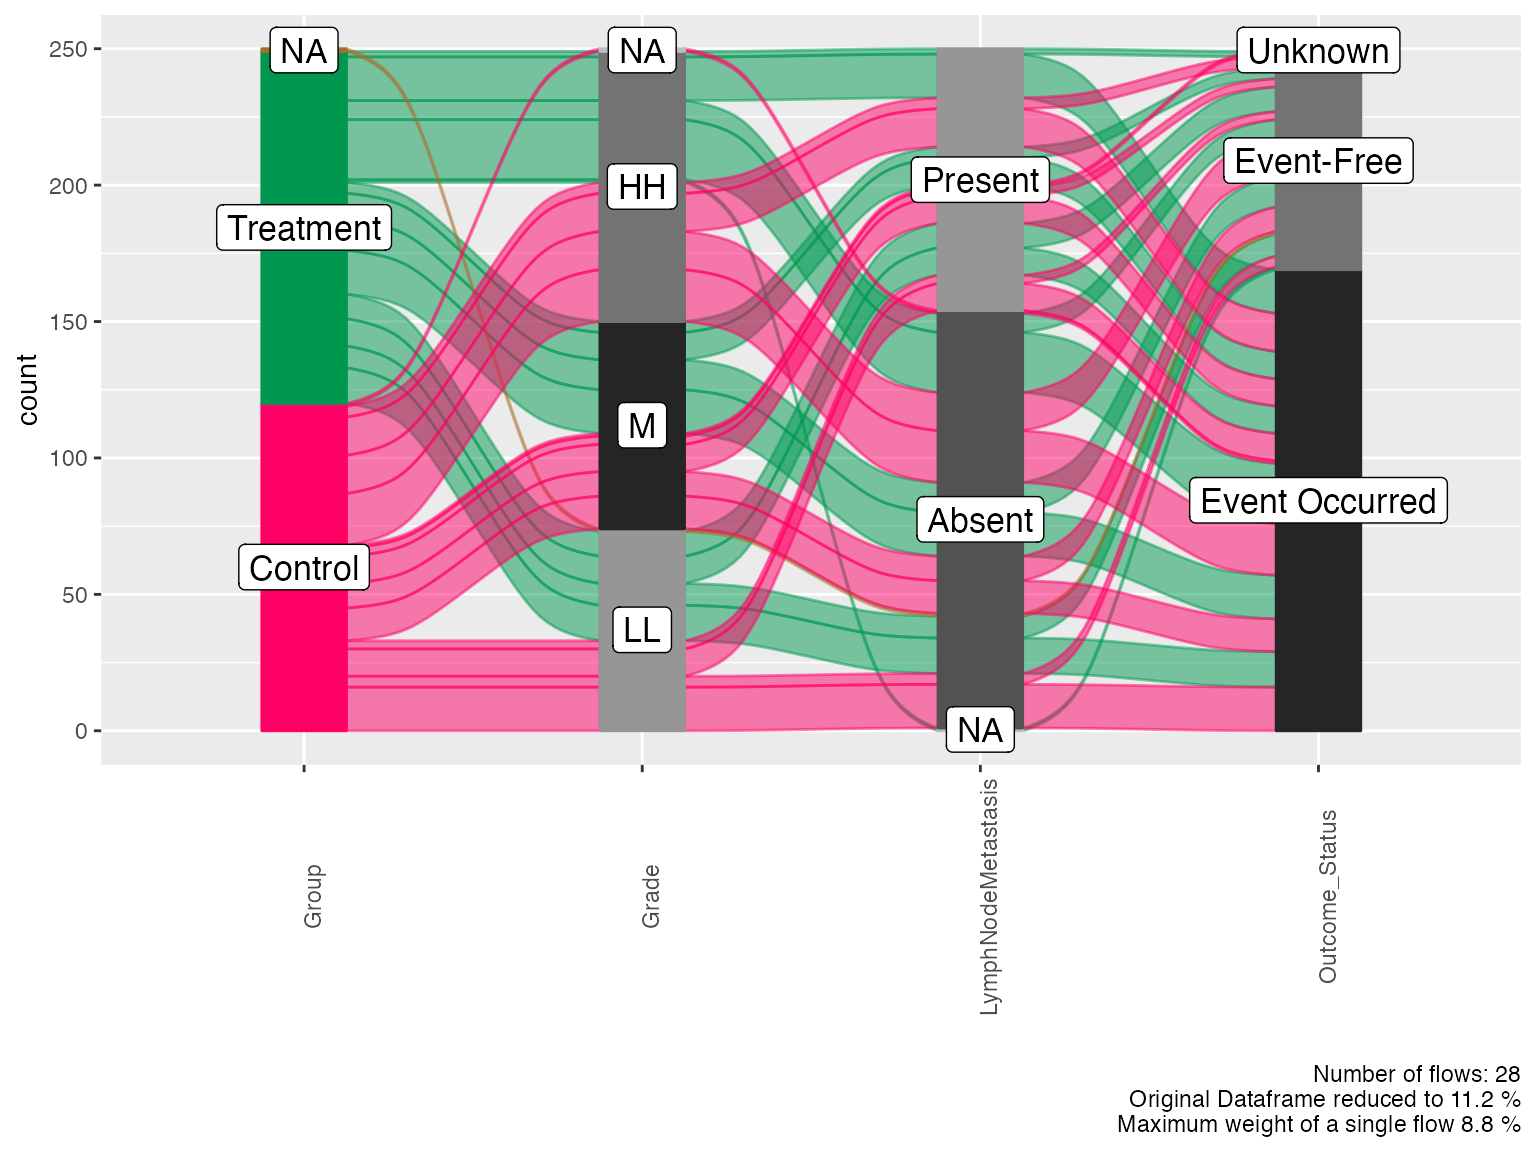 count
250
200
150
100
50
0
NA
Treatment
Control
NA
HH
M
LL
Present
Absent
NA
Unknown
Event-Free
Event Occurred
Group
Grade
LymphNodeMetastasis
Outcome_Status
Number of flows: 28
Original Dataframe reduced to 11.2 %
Maximum weight of a single flow 8.8 %